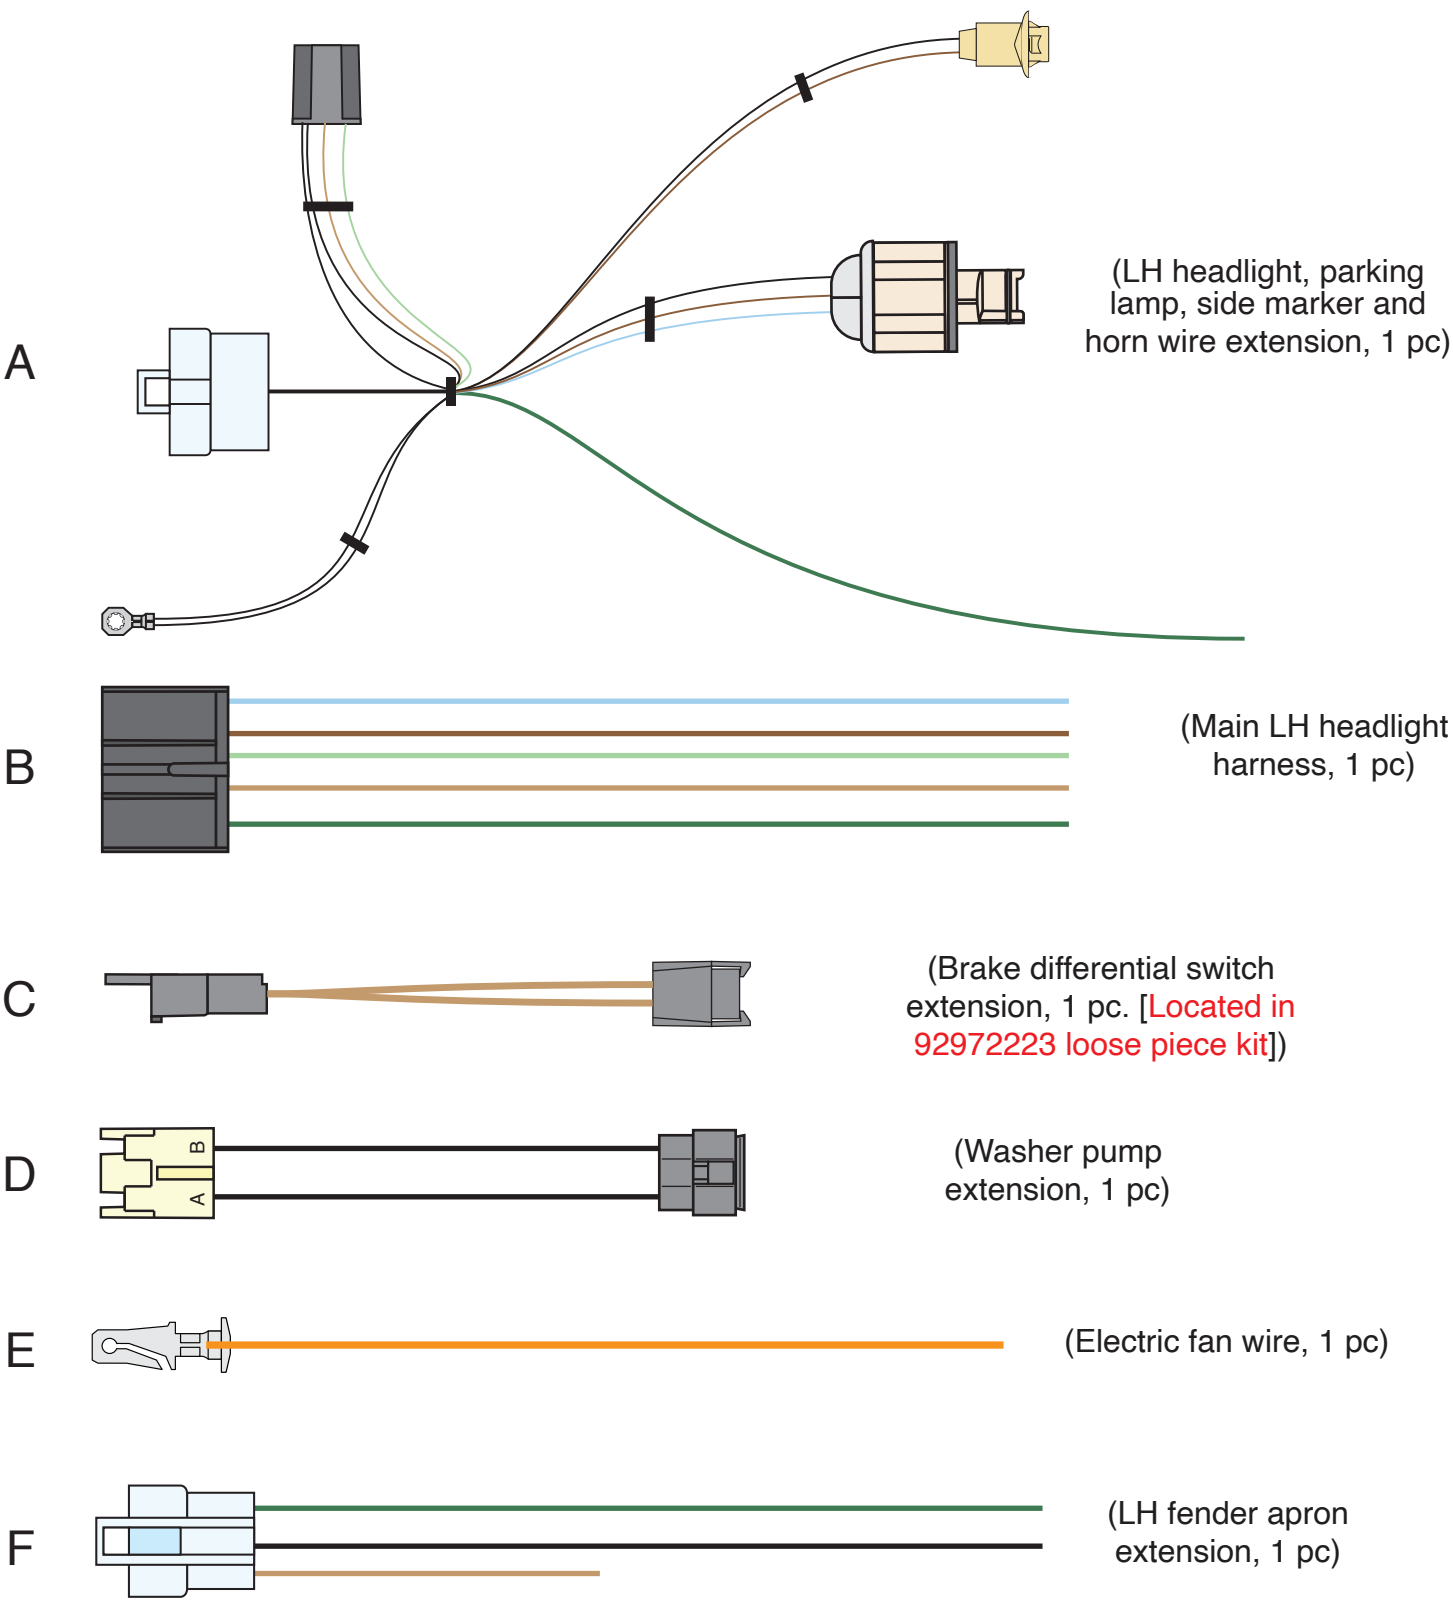 A
(LH headlight, parking
lamp, side marker and
horn wire extension, 1 pc)
B
(Main LH headlight
harness, 1 pc)
C
(Brake differential switch
extension, 1 pc. [Located in
92972223 loose piece kit])
D
B
A
(Washer pump
extension, 1 pc)
E
(Electric fan wire, 1 pc)
F
(LH fender apron
extension, 1 pc)